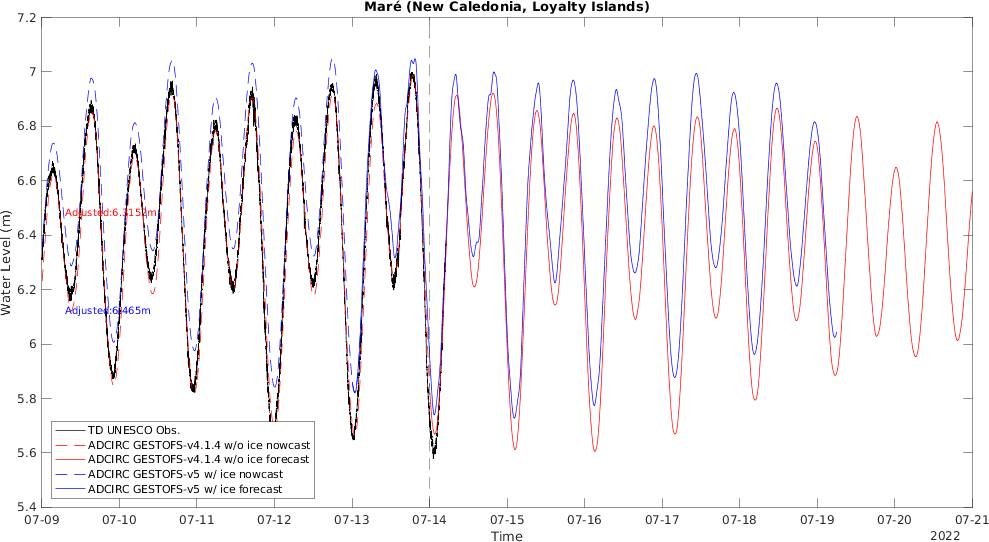 Maré (New Caledonia, Loyalty Islands)
7.2
7
6.8
6.6
6.4
6.2
6
5.8
5.6
5.4
Water Level (m)
Adjusted:6.3152m
Adjusted:6.465m
TD UNESCO Obs.
ADCIRC GESTOFS-v4.1.4 w/o ice nowcast
ADCIRC GESTOFS-v4.1.4 w/o ice forecast
ADCIRC GESTOFS-v5 w/ ice nowcast
ADCIRC GESTOFS-v5 w/ ice forecast
07-09 07-10 07-11 07-12 07-13 07-14 07-15 07-16 07-17 07-18 07-19 07-20 07-21
Time
2022